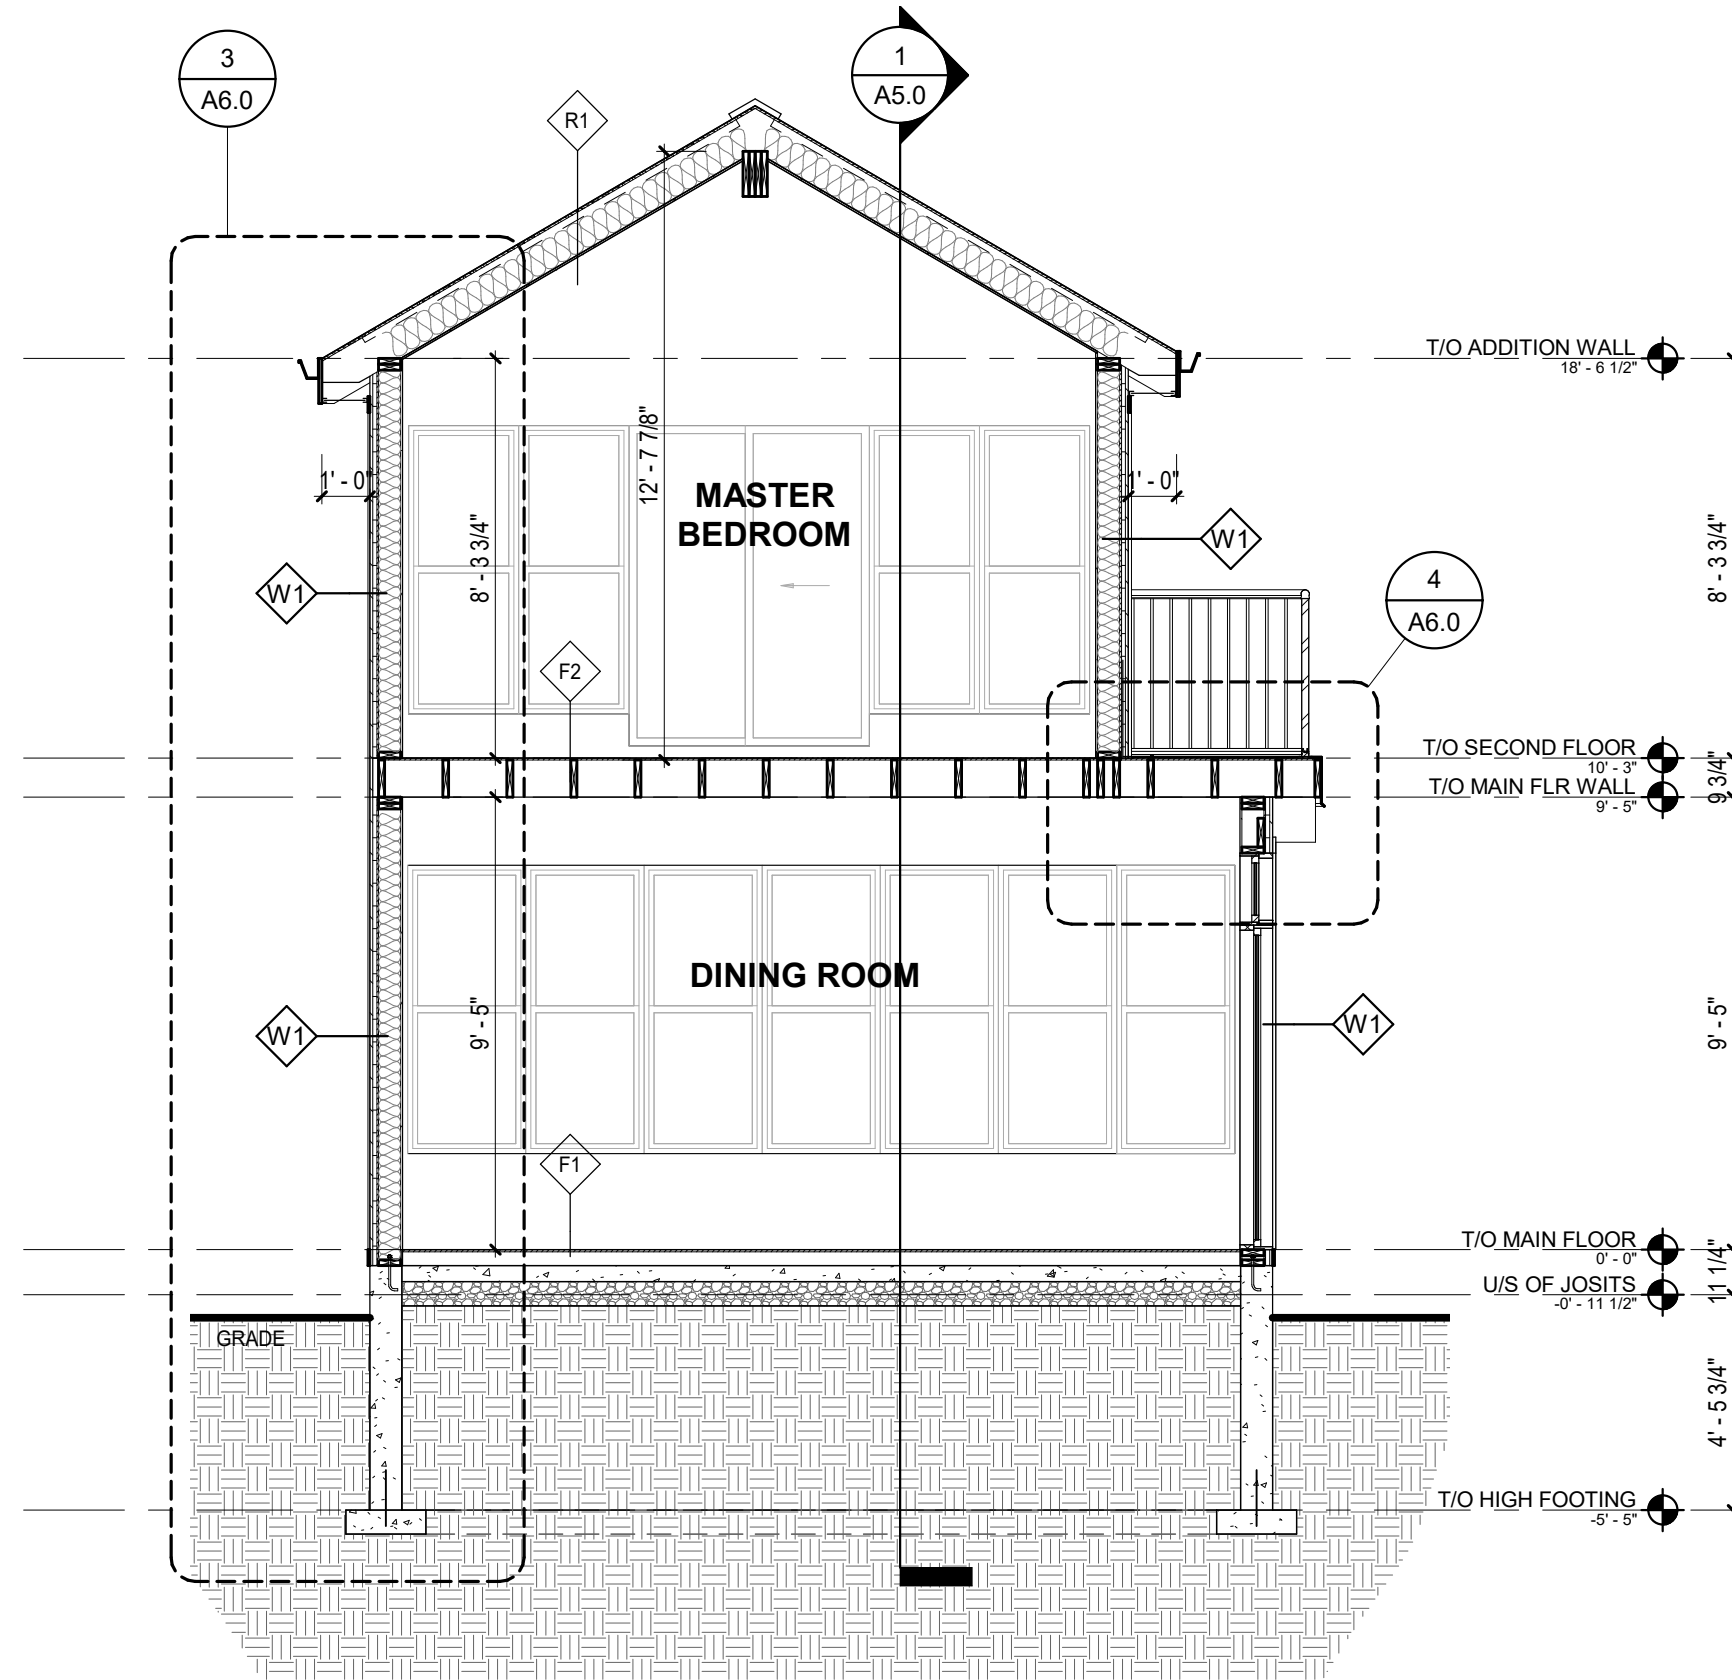 3
A6.0
1
A5.0
R1
T/O ADDITION WALL
18' - 6 1/2"
12' - 7 7/8"
1' - 0"
1' - 0"
MASTER
BEDROOM
8' - 3 3/4"
8' - 3 3/4"
W1
W1
4
A6.0
F2
T/O SECOND FLOOR
10' - 3"
9 3/4"
T/O MAIN FLR WALL
9' - 5"
DINING ROOM
9' - 5"
9' - 5"
W1
W1
F1
T/O MAIN FLOOR
0' - 0"
11 1/4"
U/S OF JOSITS
-0' - 11 1/2"
GRADE
4' - 5 3/4"
T/O HIGH FOOTING
-5' - 5"